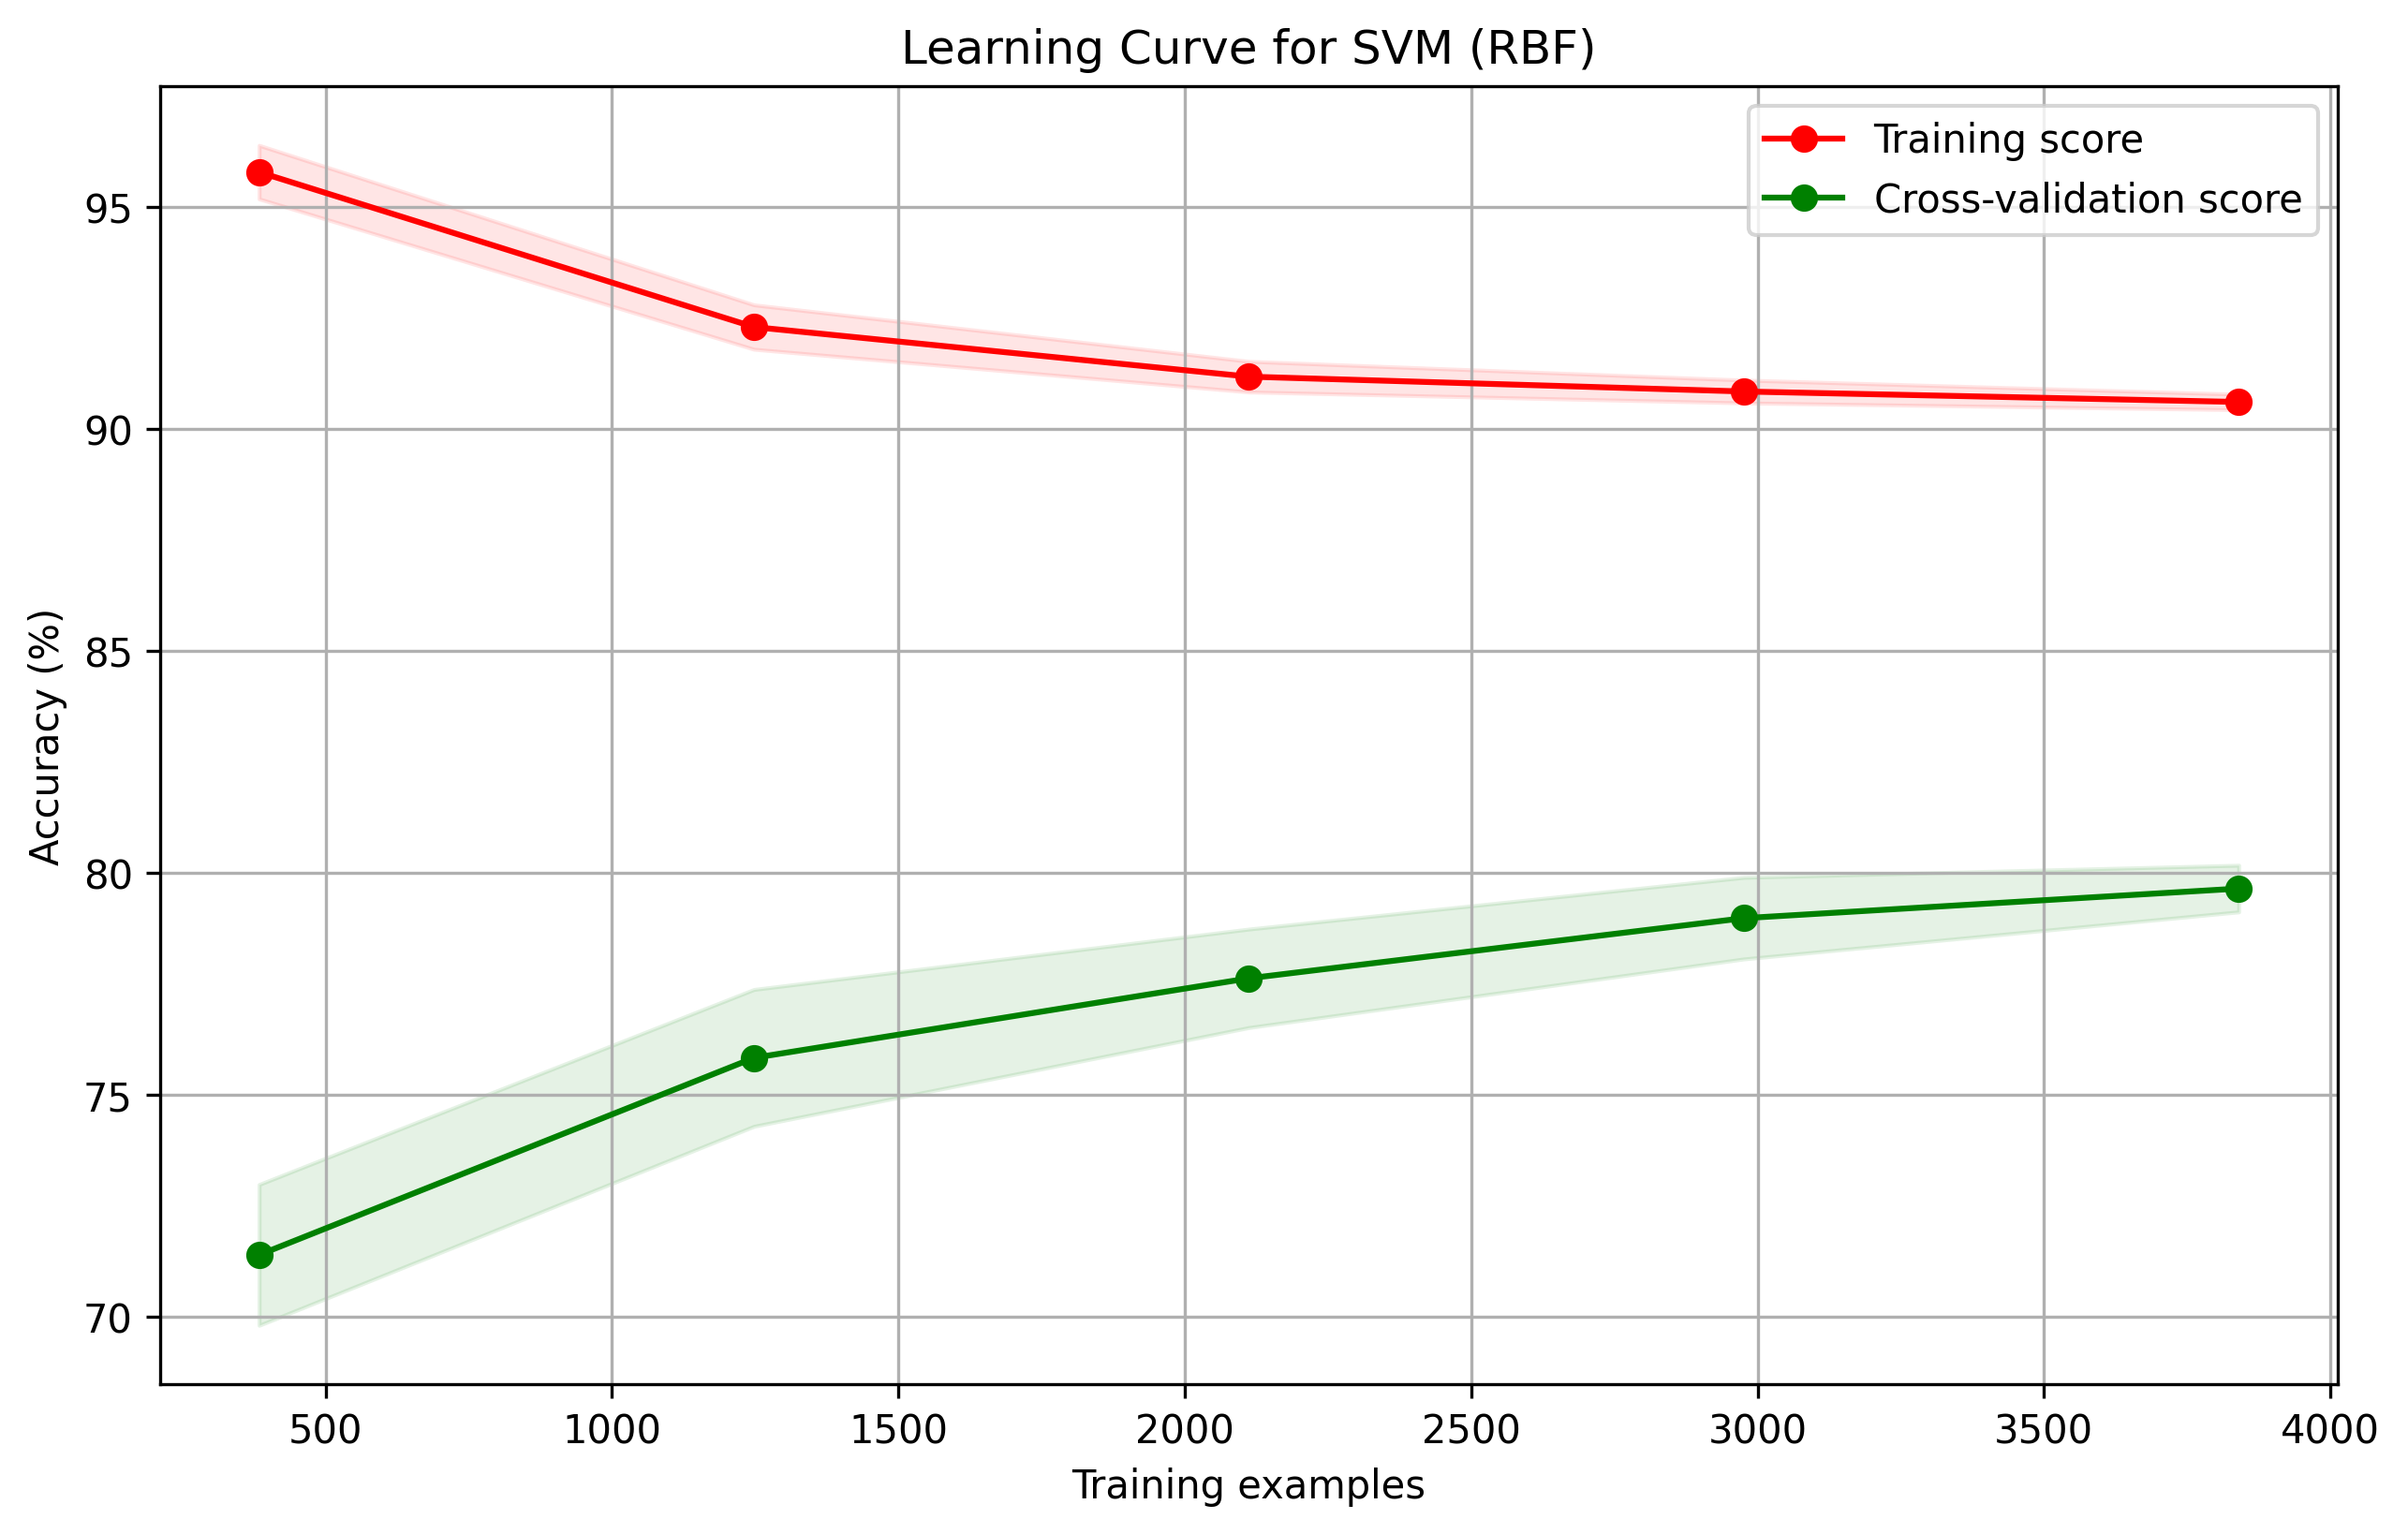 Learning Curve for SVM (RBF)
Training score
Cross-validation score
Accuracy (%)
95
90
85
80
75
70
500 1000 1500 2000 2500 3000 3500 4000
Training examples